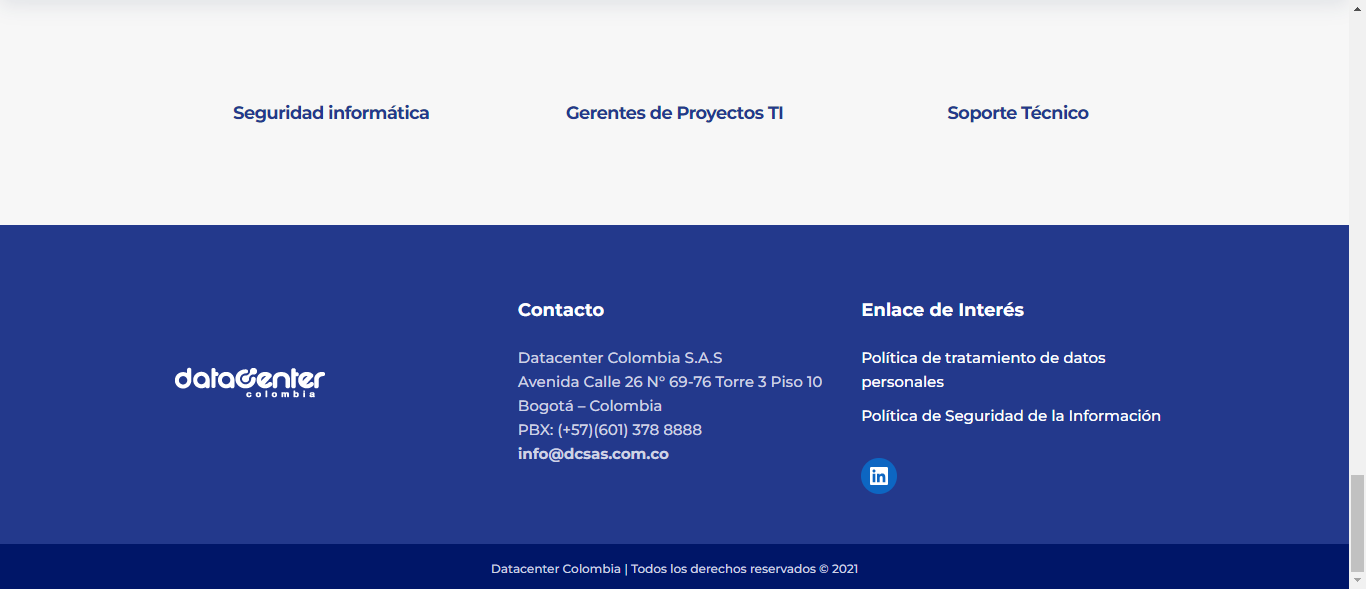 Seguridad informática
Gerentes de Proyectos TI
Soporte Técnico
datacenter
colombia
Contacto
Datacenter Colombia S.A.S
Avenida Calle 26 N° 69-76 Torre 3 Piso 10
Bogotá – Colombia
PBX: (+57)(601) 378 8888
info@dcsas.com.co
Enlace de Interés
Política de tratamiento de datos
personales
Política de Seguridad de la Información
in
Datacenter Colombia | Todos los derechos reservados © 2021